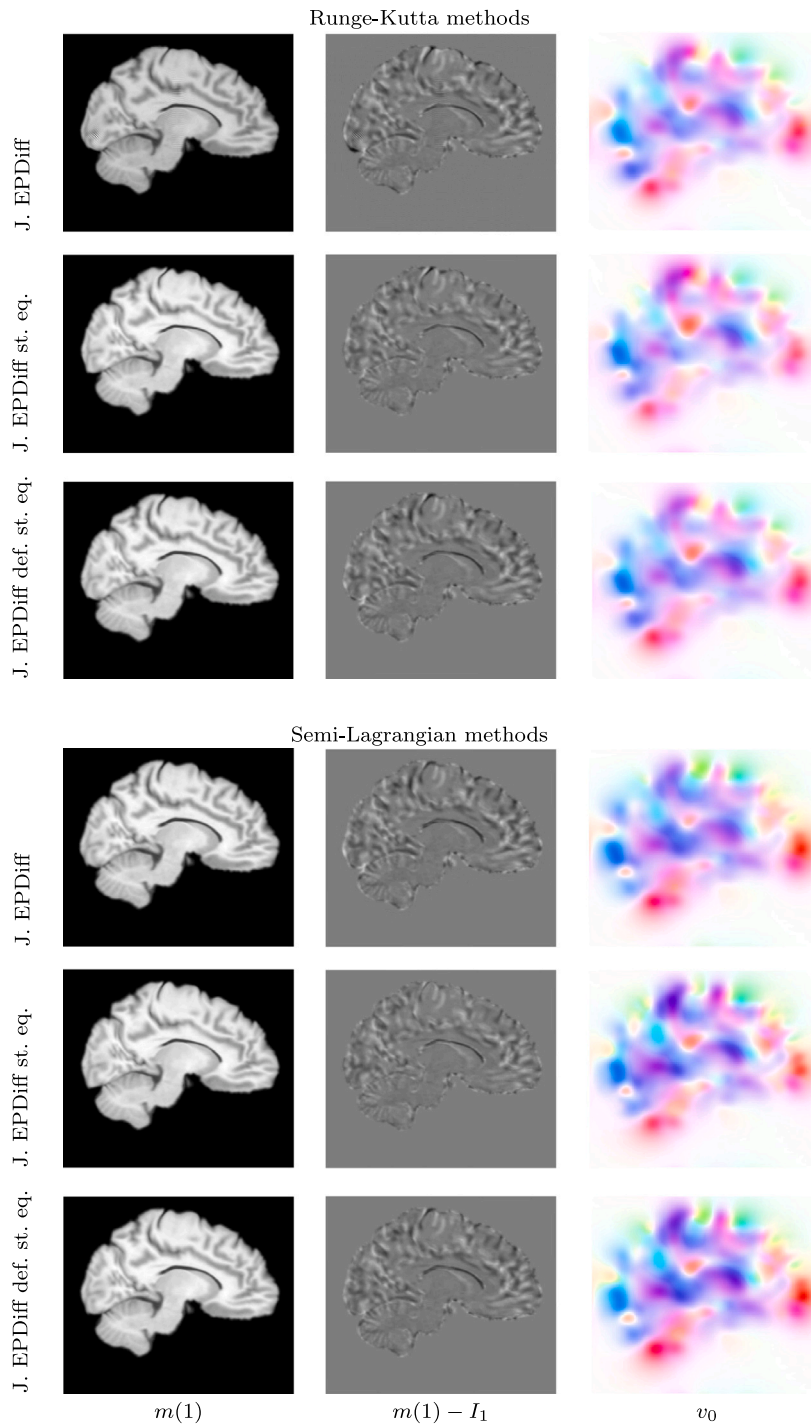 Runge-Kutta methods
J. EPDiff
J. EPDiff st. eq.
J. EPDiff def. st. eq.
Semi-Lagrangian methods
J. EPDiff
J. EPDiff st. eq.
J. EPDiff def. st. eq.
m(1)
m(1) − I₁
v₀